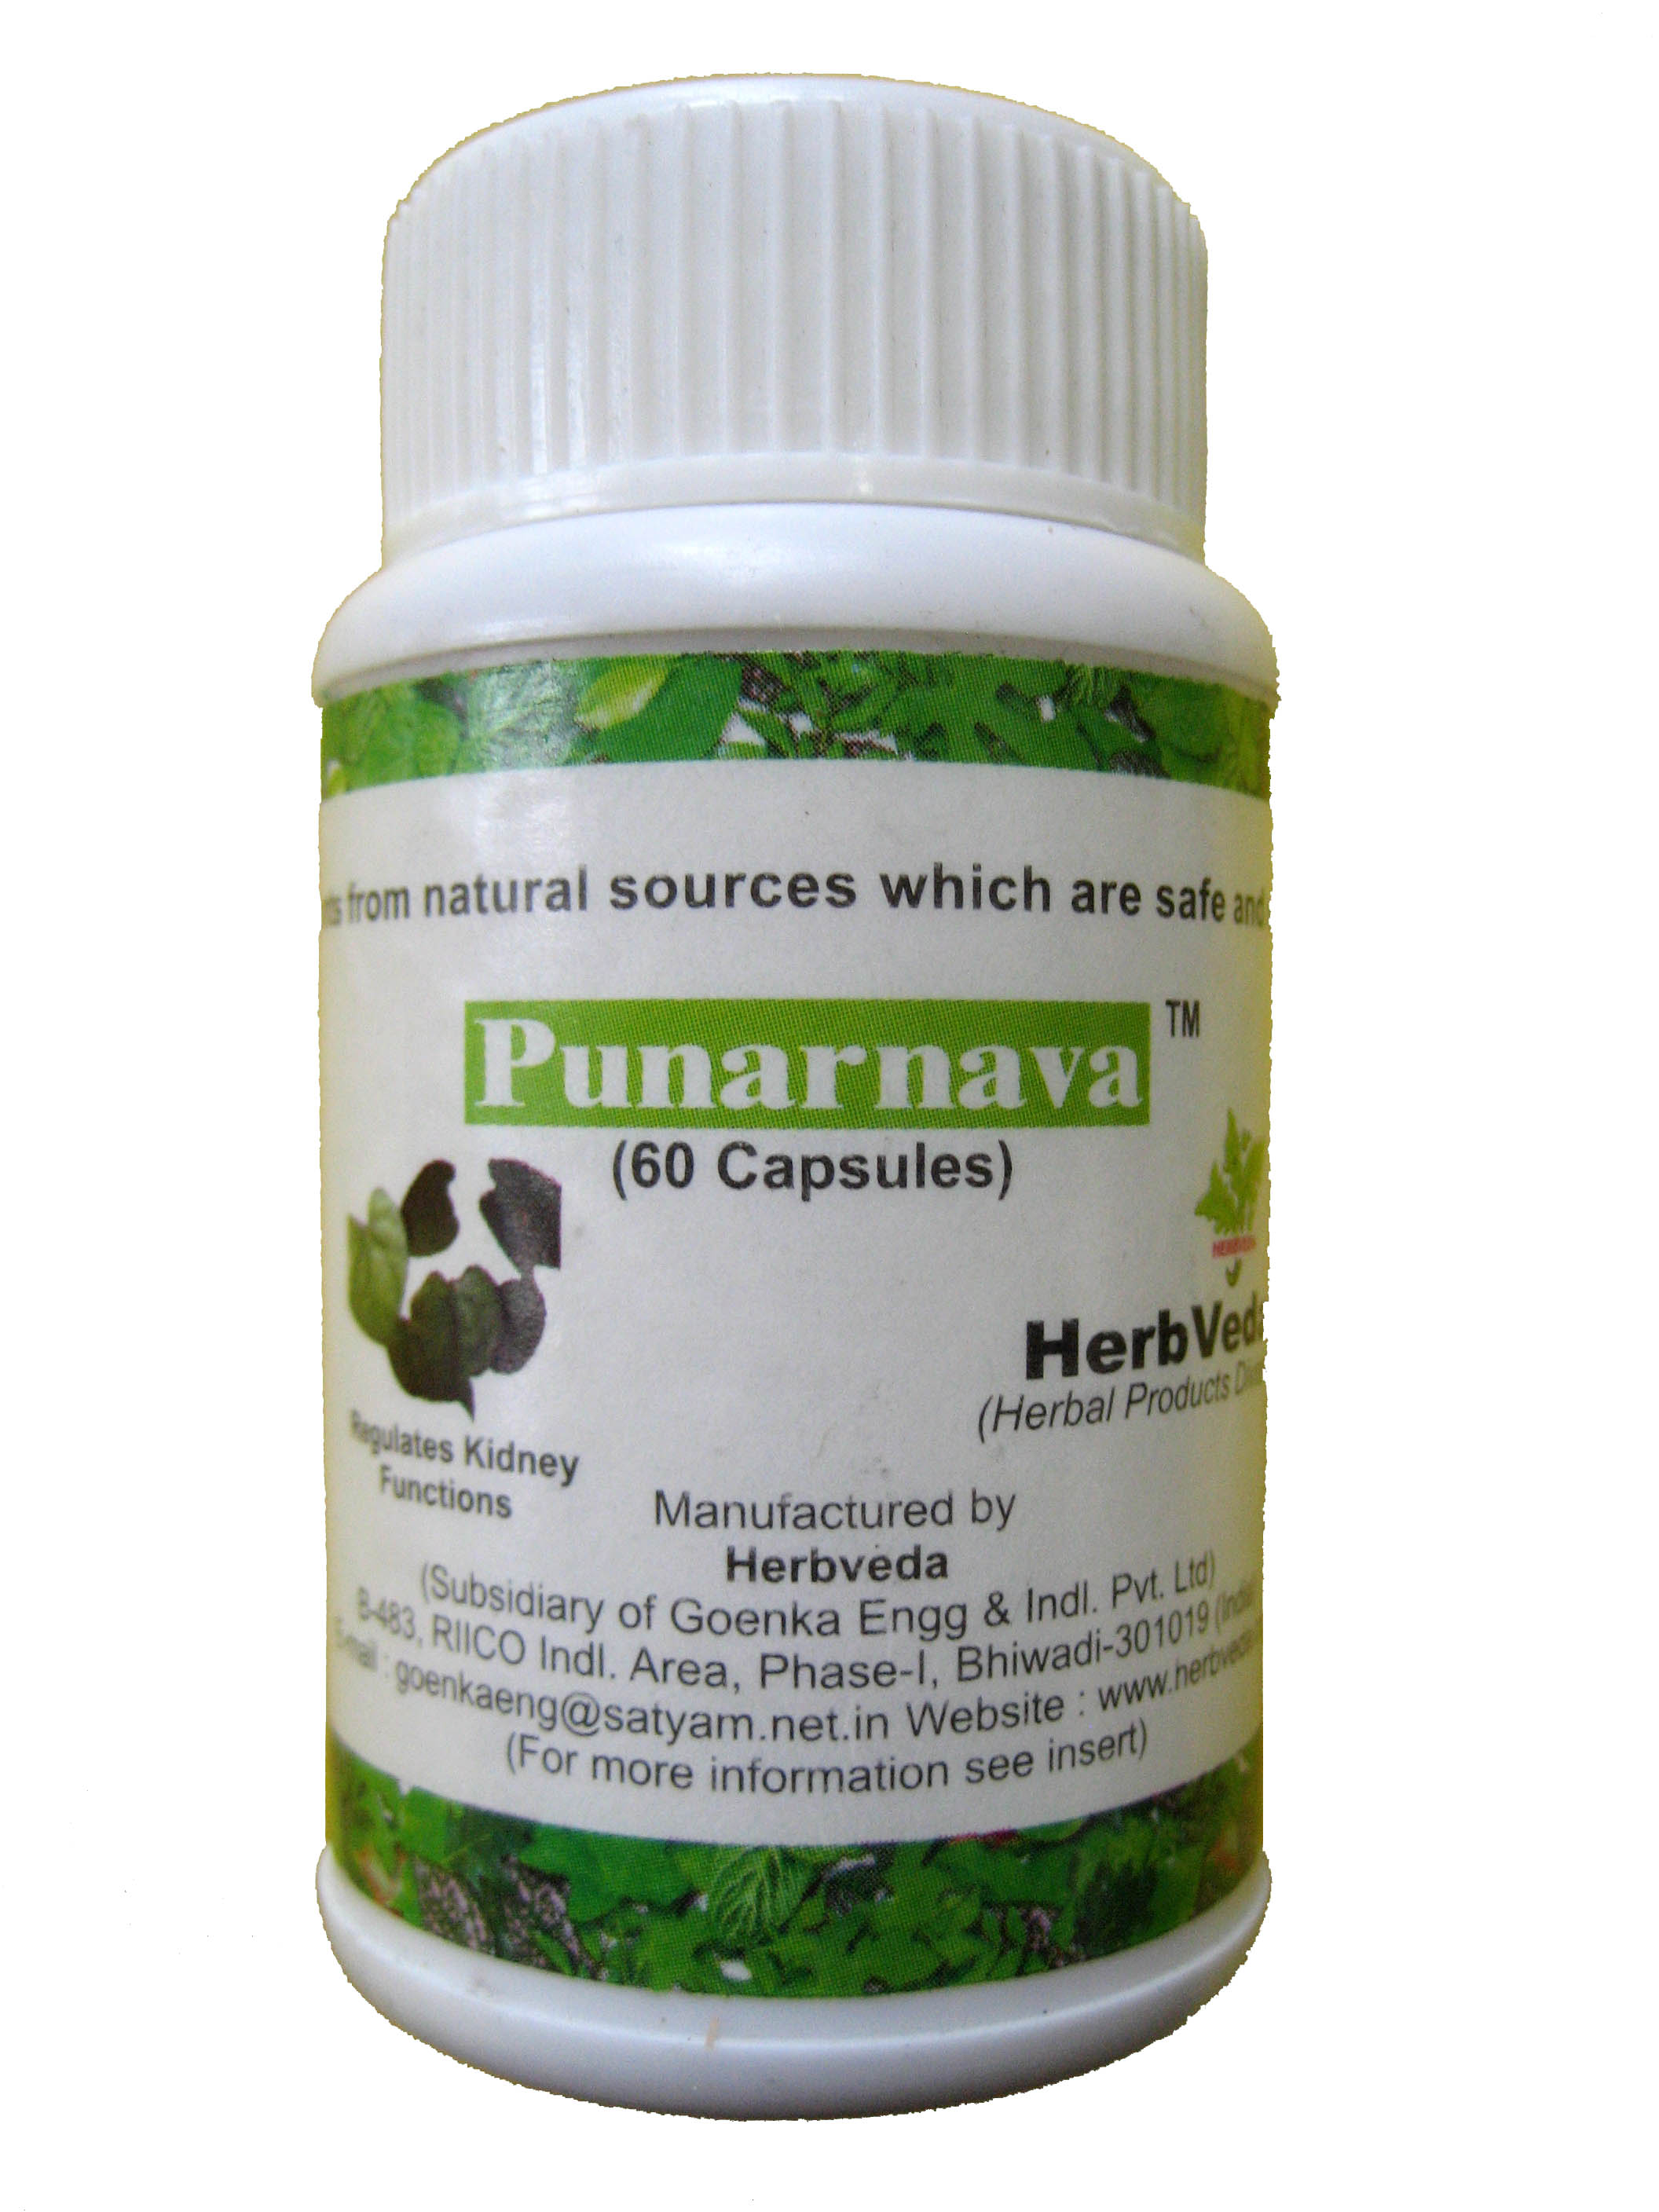 from natural sources which are safe and
Punarnava TM
(60 Capsules)
HerbVed
(Herbal Products
Regulates Kidney
Functions
Manufactured by
Herbveda
(Subsidiary of Goenka Engg & Indl. Pvt. Ltd)
B-483, RIICO Indl. Area, Phase-I, Bhiwadi-301019
: goenkaeng@satyam.net.in Website : www.herbveda
(For more information see insert)